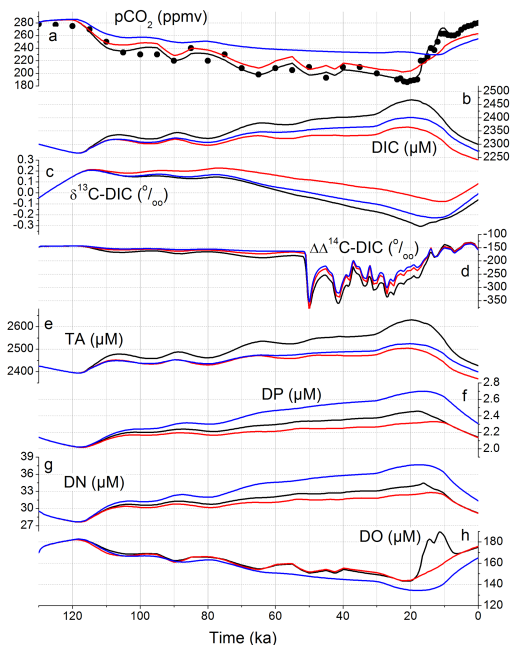 280
260
240
220
200
180
pCO₂ (ppmv)
a
b
2500
2450
2400
2350
2300
2250
DIC (µM)
0.3
0.2
0.1
0.0
-0.1
-0.2
-0.3
c
δ¹³C-DIC (°/₀₀)
ΔΔ¹⁴C-DIC (°/₀₀)
-100
-150
-200
-250
-300
-350
d
e
2600
2500
2400
TA (µM)
DP (µM)
f
2.8
2.6
2.4
2.2
2.0
39
36
33
30
27
g
DN (µM)
DO (µM)
h
180
160
140
120
120 100 80 60 40 20 0
Time (ka)